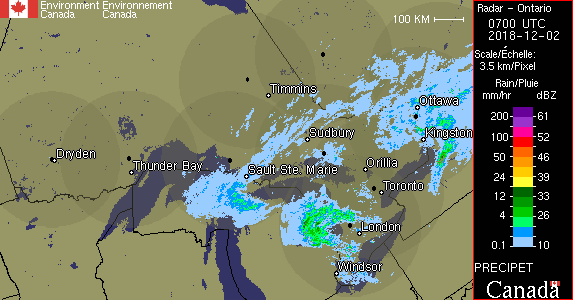 Environment Environnement
Canada Canada
100 KM
Timmins
Ottawa
Sudbury
Kingston
Dryden
Thunder Bay
Sault Ste. Marie
Orillia
Toronto
London
Windsor
Radar - Ontario
0700 UTC
2018-12-02
Scale/Échelle:
3.5 km/Pixel
Rain/Pluie
mm/hr dBZ
200 61
100 52
50 46
24 39
12 33
4 26
0.1 10
PRECIPET
Canada